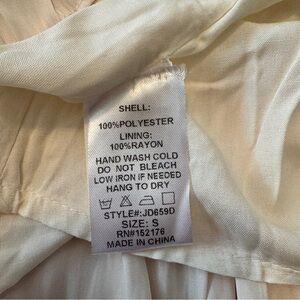 SHELL:
100%POLYESTER
LINING:
100%RAYON
HAND WASH COLD
DO NOT BLEACH
LOW IRON IF NEEDED
HANG TO DRY
STYLE#:JD659D
SIZE: S
RN#152176
MADE IN CHINA